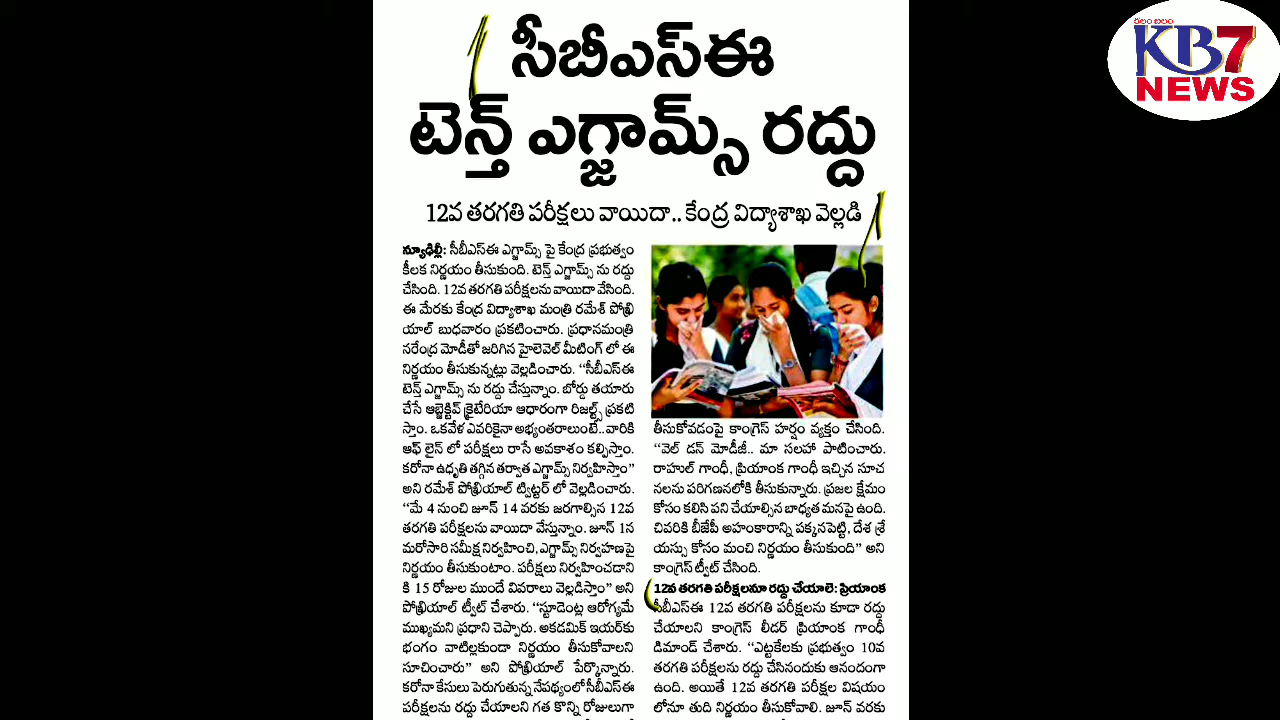 కలం బలం
KB7
NEWS
సీబీఎస్ఈ
టెన్త్ ఎగ్జామ్స్ రద్దు
12వ తరగతి పరీక్షలు వాయిదా.. కేంద్ర విద్యాశాఖ వెల్లడి
న్యూఢిల్లీ: సీబీఎస్ఈ ఎగ్జామ్స్ పై కేంద్ర ప్రభుత్వం
కీలక నిర్ణయం తీసుకుంది. టెన్త్ ఎగ్జామ్స్ ను రద్దు
చేసింది. 12వ తరగతి పరీక్షలను వాయిదా వేసింది.
ఈ మేరకు కేంద్ర విద్యాశాఖ మంత్రి రమేశ్ పోఖ్రి
యాల్ బుధవారం ప్రకటించారు. ప్రధానమంత్రి
నరేంద్ర మోడీతో జరిగిన హైలెవెల్ మీటింగ్ లో ఈ
నిర్ణయం తీసుకున్నట్లు వెల్లడించారు. ‘‘సీబీఎస్ఈ
టెన్త్ ఎగ్జామ్స్ ను రద్దు చేస్తున్నాం. బోర్డు తయారు
చేసే ఆబ్జెక్టివ్ క్రైటేరియా ఆధారంగా రిజల్ట్స్ ప్రకటి
స్తాం. ఒకవేళ ఎవరికైనా అభ్యంతరాలుంటే.. వారికి
ఆఫ్ లైన్ లో పరీక్షలు రాసే అవకాశం కల్పిస్తాం.
కరోనా ఉధృతి తగ్గిన తర్వాత ఎగ్జామ్స్ నిర్వహిస్తాం’’
అని రమేశ్ పోఖ్రియాల్ ట్విట్టర్ లో వెల్లడించారు.
‘‘మే 4 నుంచి జూన్ 14 వరకు జరగాల్సిన 12వ
తరగతి పరీక్షలను వాయిదా వేస్తున్నాం. జూన్ 1న
మరోసారి సమీక్ష నిర్వహించి, ఎగ్జామ్స్ నిర్వహణపై
నిర్ణయం తీసుకుంటాం. పరీక్షలు నిర్వహించడాని
కి 15 రోజుల ముందే వివరాలు వెల్లడిస్తాం’’ అని
పోఖ్రియాల్ ట్వీట్ చేశారు. ‘‘స్టూడెంట్ల ఆరోగ్యమే
ముఖ్యమని ప్రధాని చెప్పారు. అకడమిక్ ఇయర్‌కు
భంగం వాటిల్లకుండా నిర్ణయం తీసుకోవాలని
సూచించారు’’ అని పోఖ్రియాల్ పేర్కొన్నారు.
కరోనా కేసులు పెరుగుతున్న నేపథ్యంలో సీబీఎస్ఈ
పరీక్షలను రద్దు చేయాలని గత కొన్ని రోజులుగా
తీసుకోవడంపై కాంగ్రెస్ హర్షం వ్యక్తం చేసింది.
‘‘వెల్ డన్ మోడీజీ.. మా సలహా పాటించారు.
రాహుల్ గాంధీ, ప్రియాంక గాంధీ ఇచ్చిన సూచ
నలను పరిగణనలోకి తీసుకున్నారు. ప్రజల క్షేమం
కోసం కలిసి పని చేయాల్సిన బాధ్యత మనపై ఉంది.
చివరికి బీజేపీ అహంకారాన్ని పక్కనపెట్టి, దేశ శ్రే
యస్సు కోసం మంచి నిర్ణయం తీసుకుంది’’ అని
కాంగ్రెస్ ట్వీట్ చేసింది.
12వ తరగతి పరీక్షలనూ రద్దు చేయాలె: ప్రియాంక
సీబీఎస్ఈ 12వ తరగతి పరీక్షలను కూడా రద్దు
చేయాలని కాంగ్రెస్ లీడర్ ప్రియాంక గాంధీ
డిమాండ్ చేశారు. ‘‘ఎట్టకేలకు ప్రభుత్వం 10వ
తరగతి పరీక్షలను రద్దు చేసినందుకు ఆనందంగా
ఉంది. అయితే 12వ తరగతి పరీక్షల విషయం
లోనూ తుది నిర్ణయం తీసుకోవాలి. జూన్ వరకు